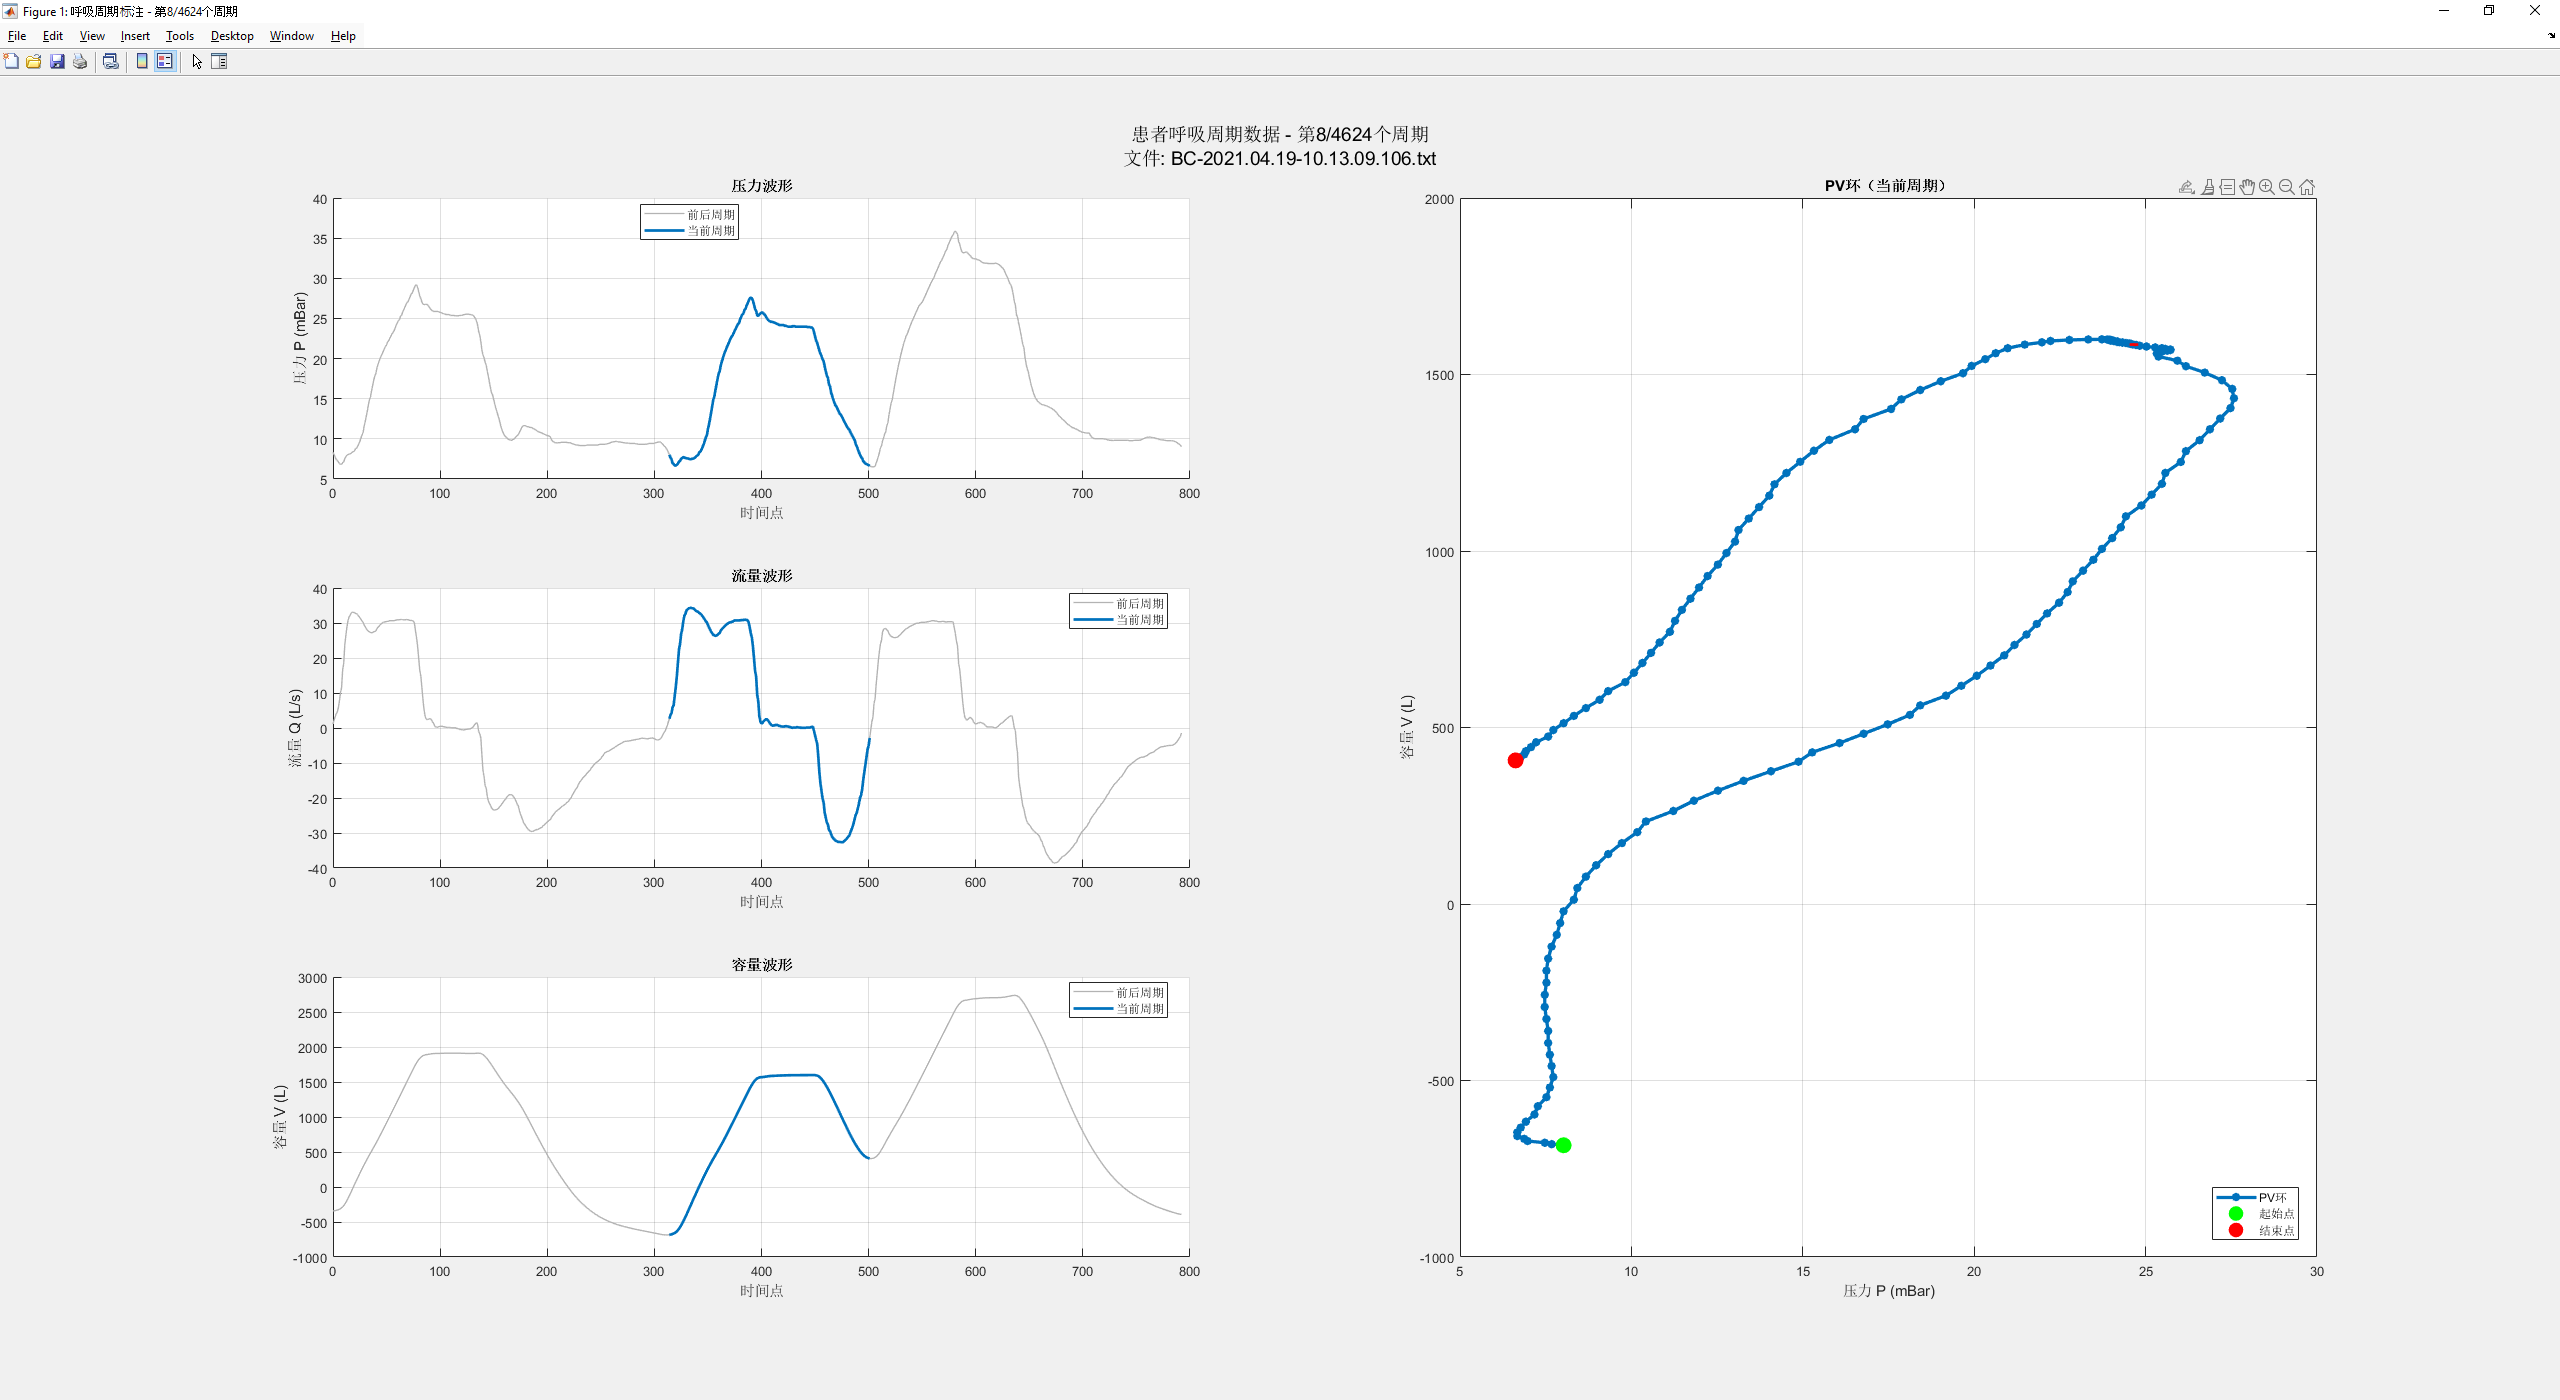 Figure 1: 呼吸周期标注 - 第8/4624个周期
File Edit View Insert Tools Desktop Window Help
患者呼吸周期数据 - 第8/4624个周期
文件: BC-2021.04.19-10.13.09.106.txt
压力波形
前后周期
当前周期
压力 P (mBar)
40
35
30
25
20
15
10
5
0 100 200 300 400 500 600 700 800
时间点
流量波形
前后周期
当前周期
流量 Q (L/s)
40
30
20
10
0
-10
-20
-30
-40
0 100 200 300 400 500 600 700 800
时间点
容量波形
前后周期
当前周期
容量 V (L)
3000
2500
2000
1500
1000
500
0
-500
-1000
0 100 200 300 400 500 600 700 800
时间点
PV环（当前周期）
容量 V (L)
2000
1500
1000
500
0
-500
-1000
5 10 15 20 25 30
压力 P (mBar)
PV环
起始点
结束点